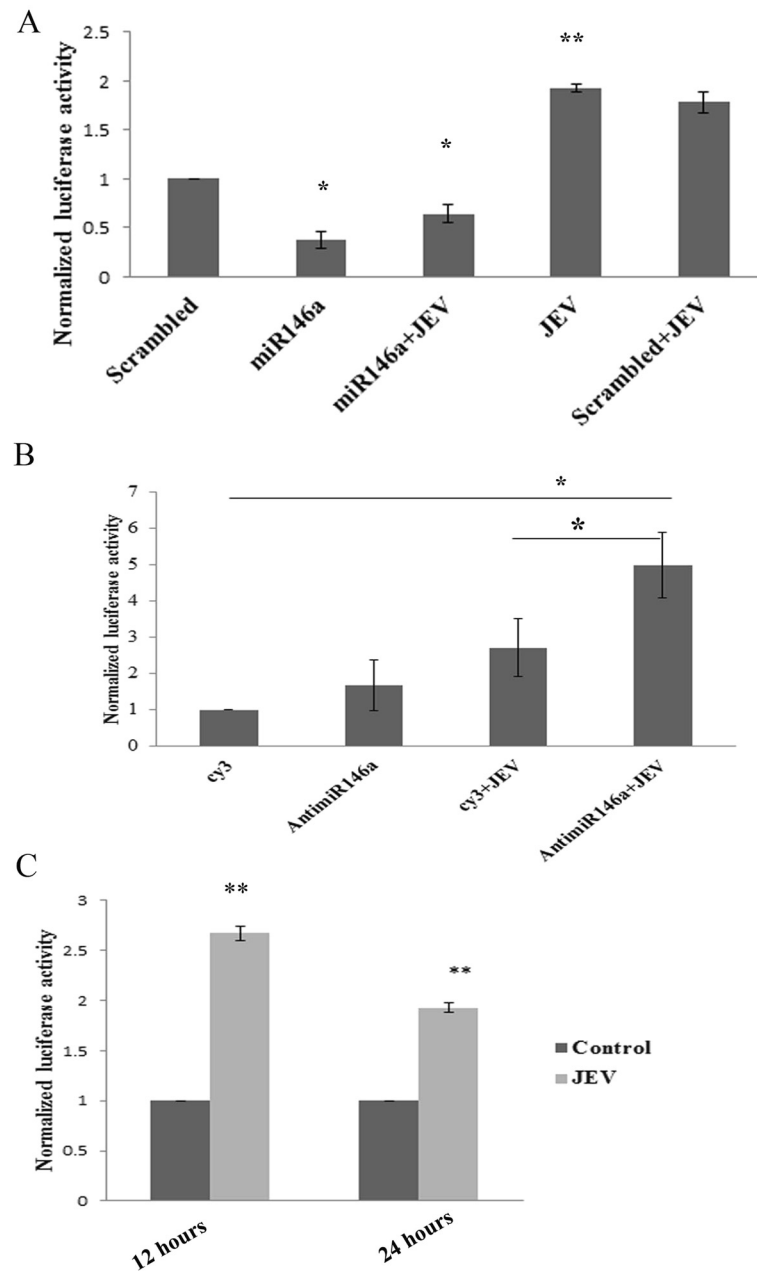 A
Normalized luciferase activity
2.5
2
1.5
1
0.5
0
*
*
**
Scrambled
miR146a
miR146a+JEV
JEV
Scrambled+JEV
B
Normalized luciferase activity
7
6
5
4
3
2
1
0
*
*
cy3
AntimiR146a
cy3+JEV
AntimiR146a+JEV
C
Normalized luciferase activity
3
2.5
2
1.5
1
0.5
0
**
**
Control
JEV
12 hours
24 hours